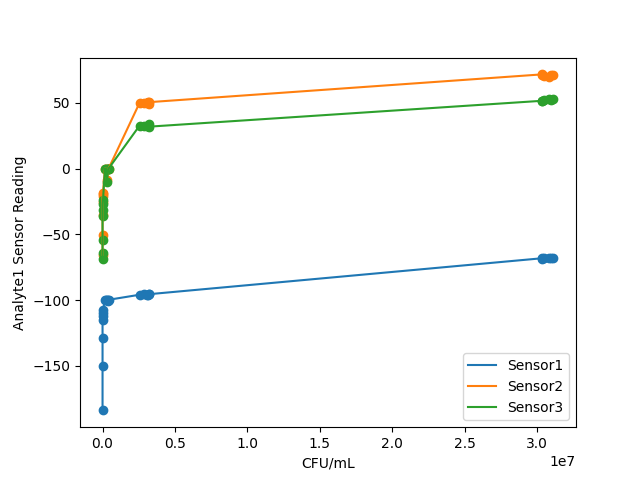 50
0
−50
−100
−150
Analyte1 Sensor Reading
Sensor1
Sensor2
Sensor3
0.0 0.5 1.0 1.5 2.0 2.5 3.0
1e7
CFU/mL